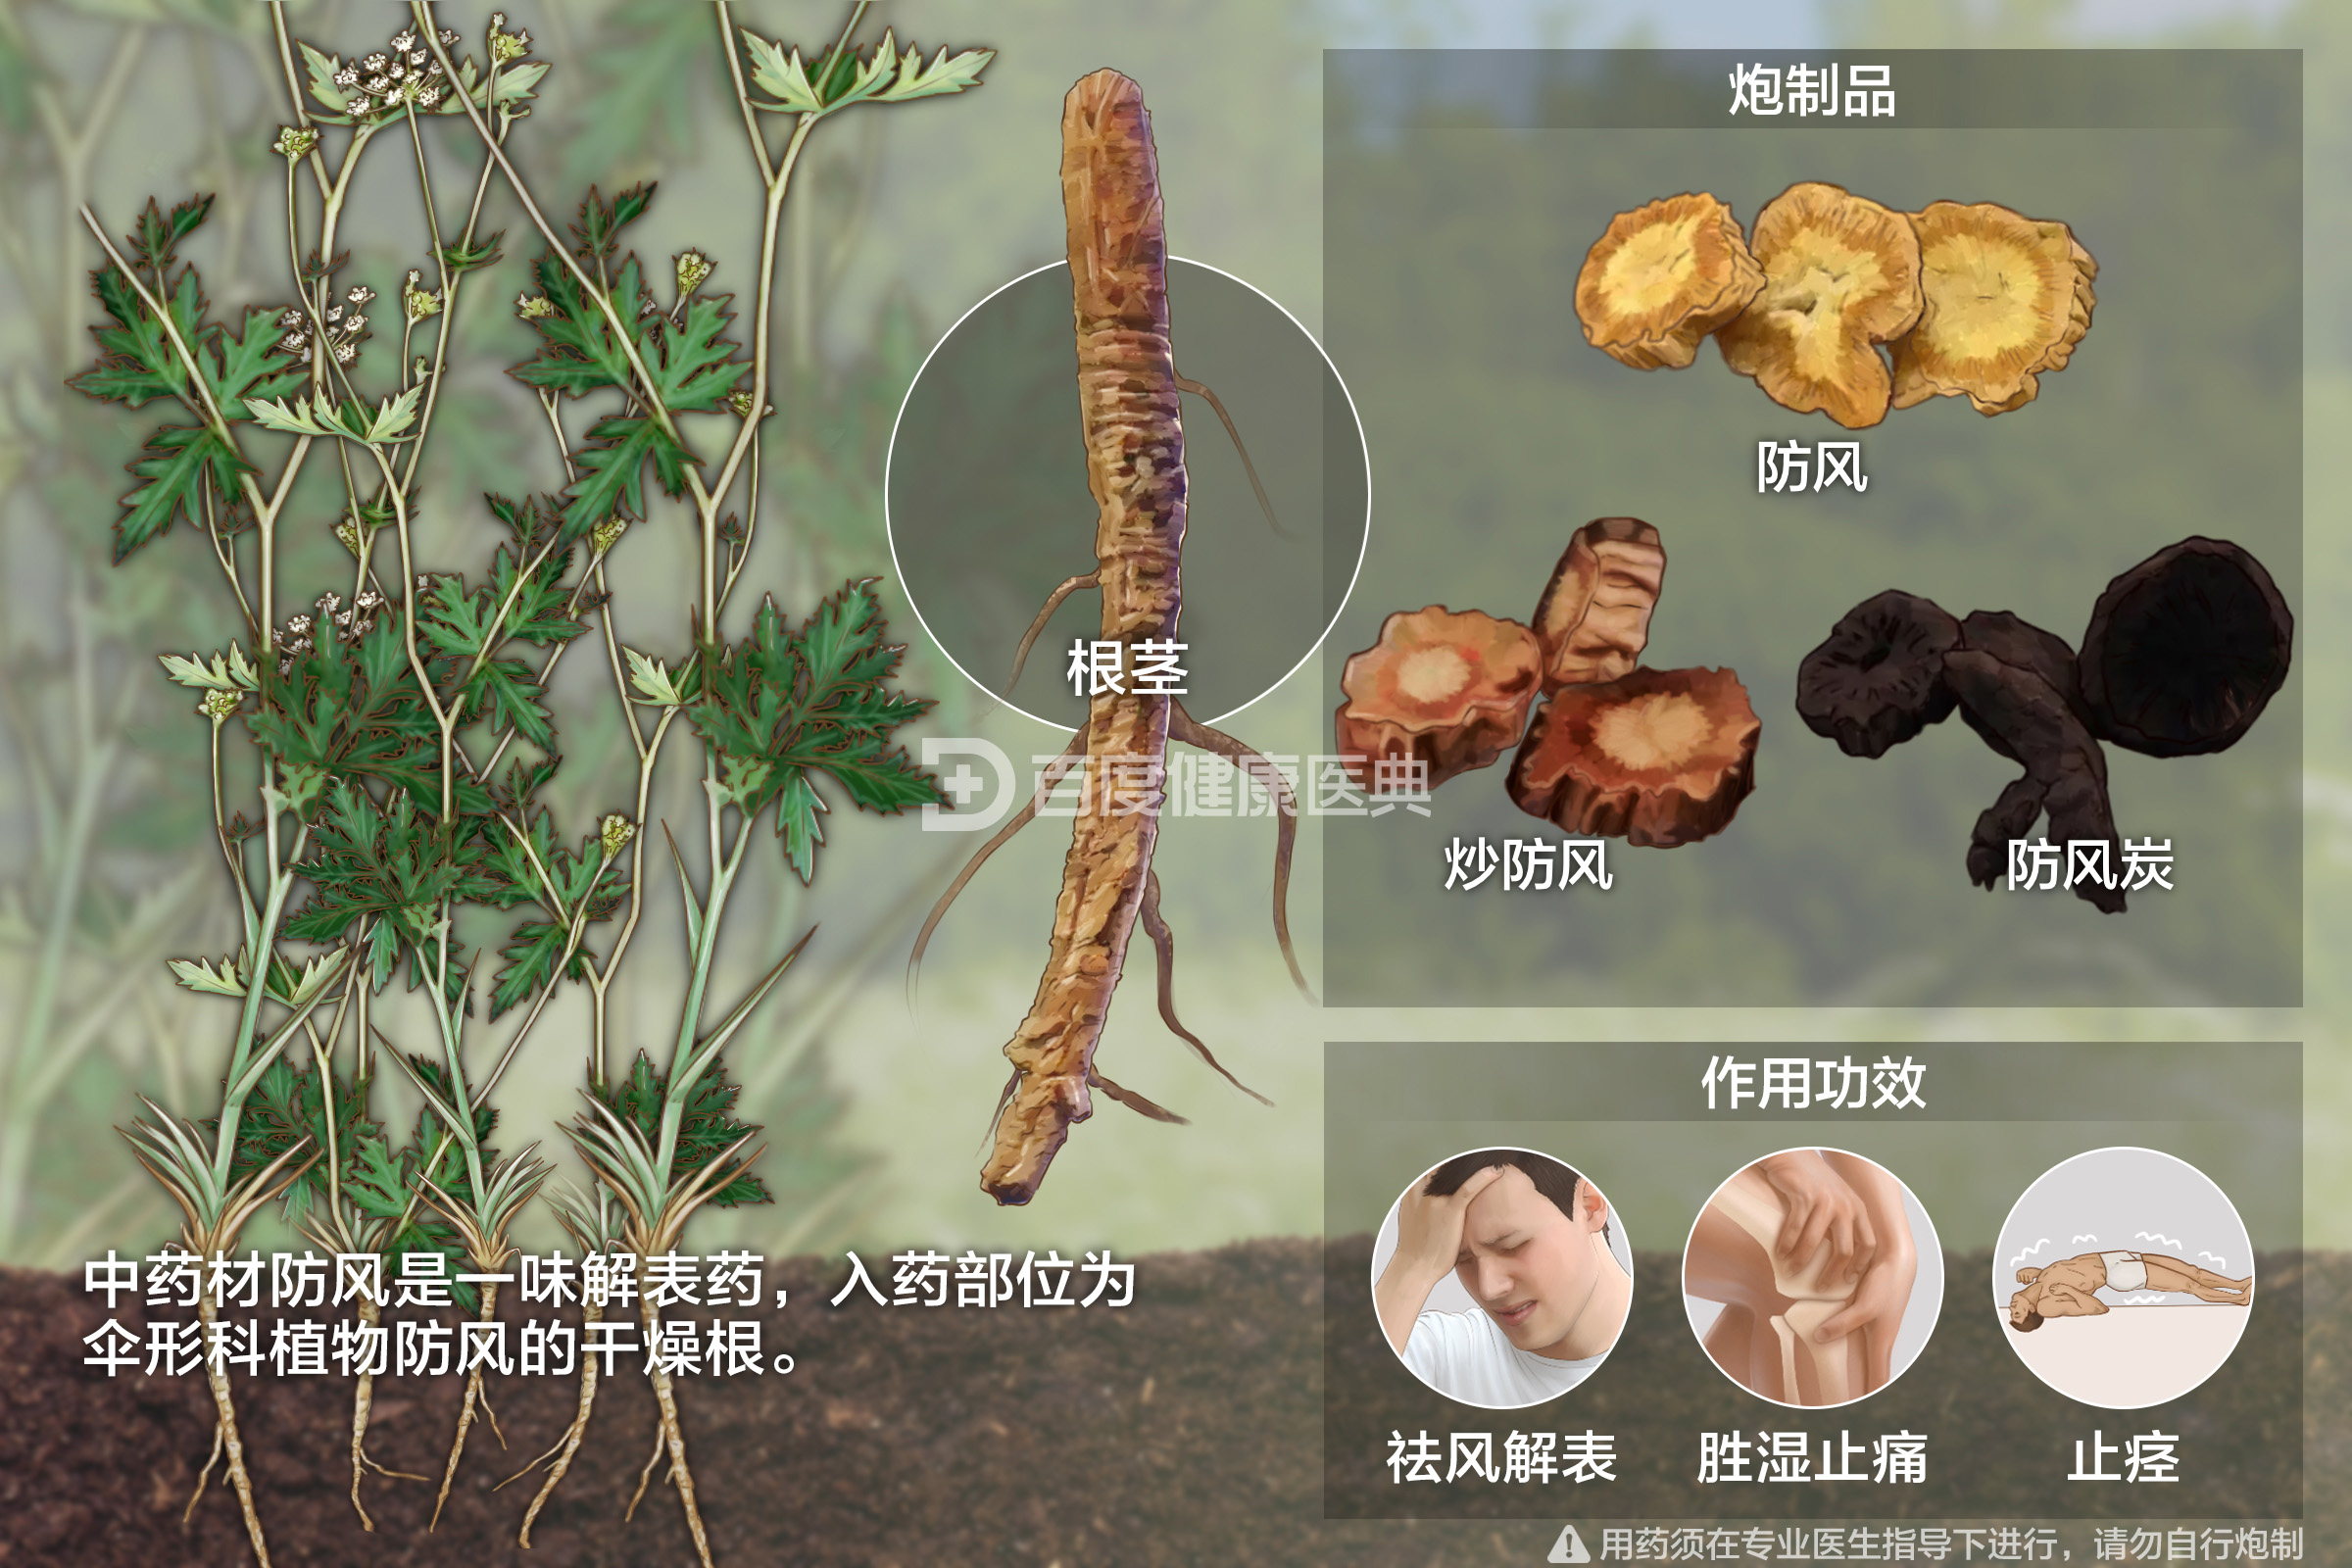 炮制品
防风
根茎
百度健康医典
炒防风
防风炭
作用功效
中药材防风是一味解表药，入药部位为
伞形科植物防风的干燥根。
祛风解表
胜湿止痛
止痉
用药须在专业医生指导下进行，请勿自行炮制